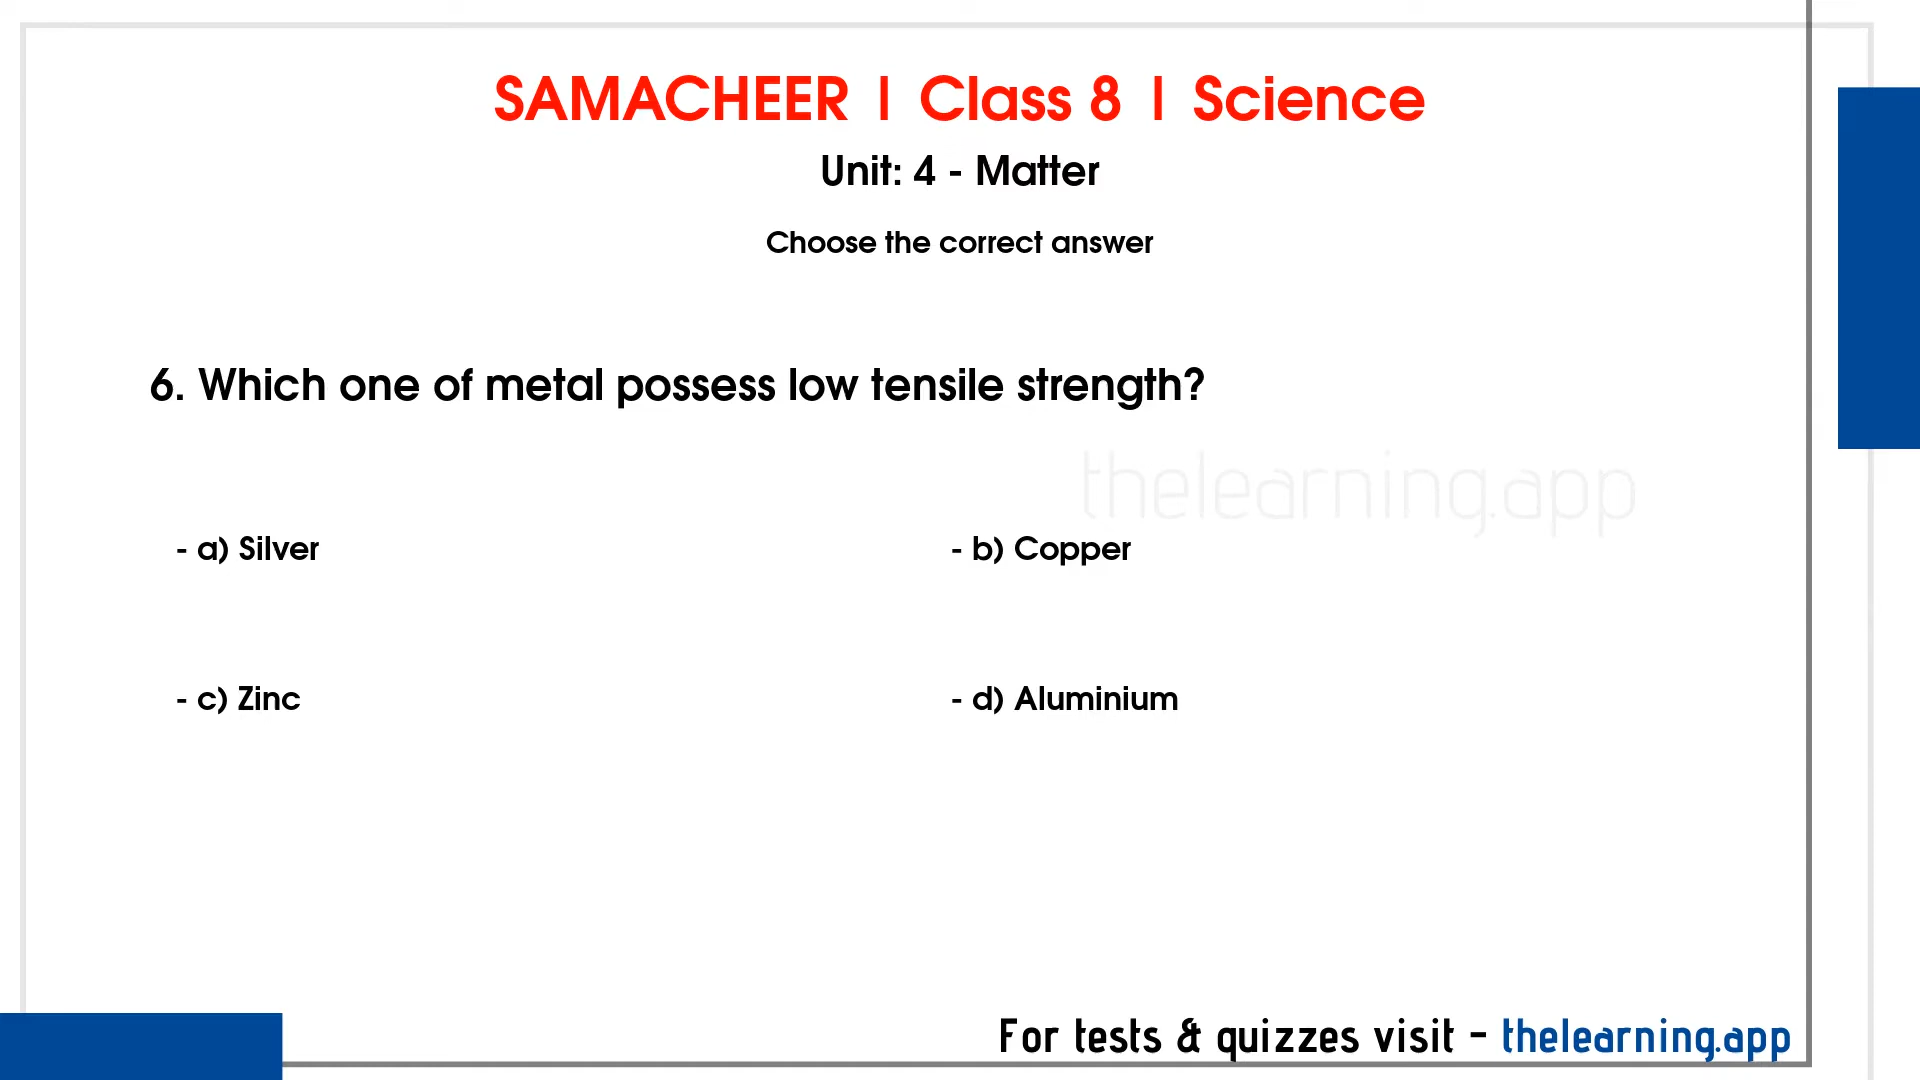 SAMACHEER | Class 8 | Science
Unit: 4 - Matter
Choose the correct answer
6. Which one of metal possess low tensile strength?
thelearning.app
- a) Silver
- b) Copper
- c) Zinc
- d) Aluminium
For tests & quizzes visit - thelearning.app